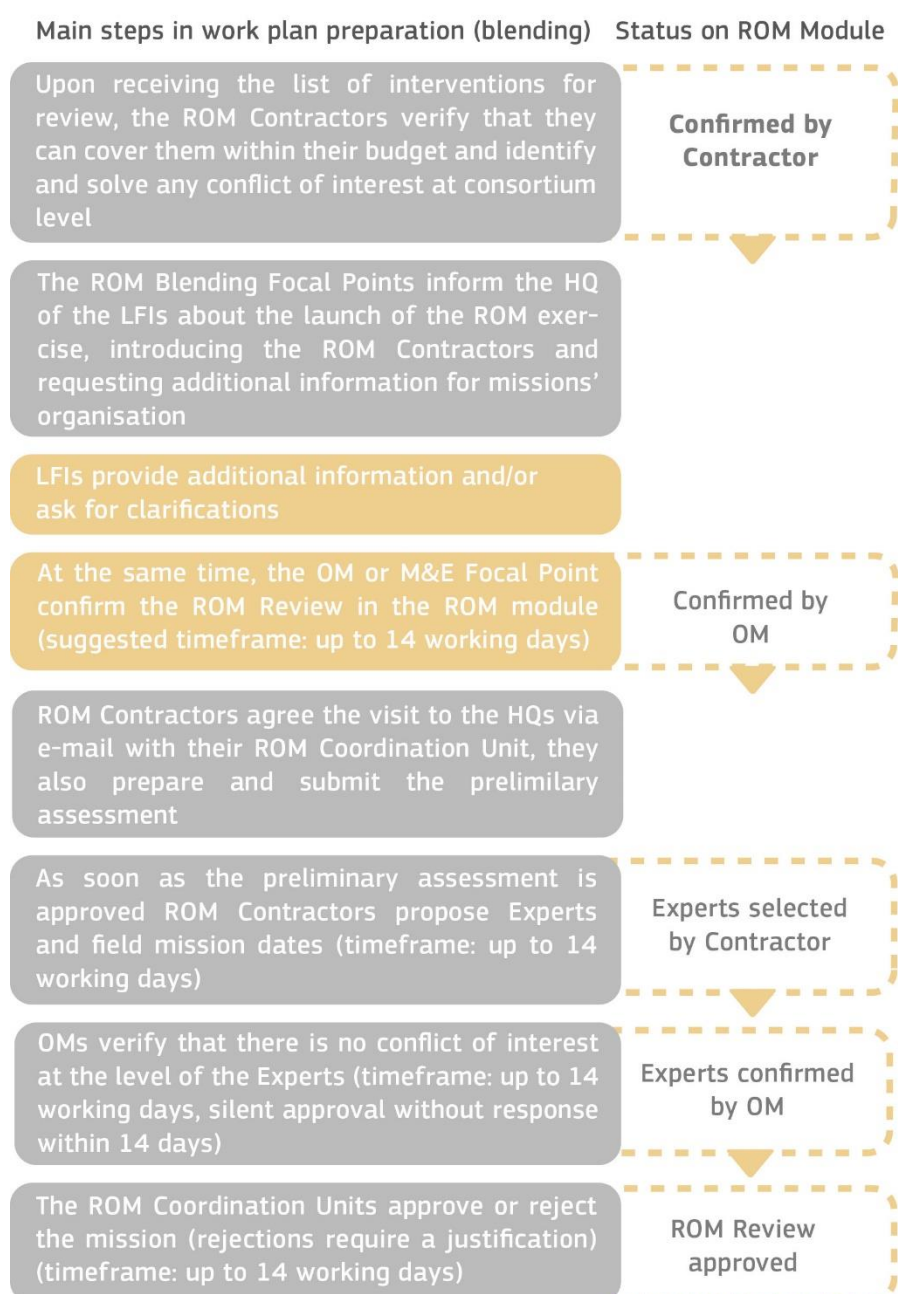 Main steps in work plan preparation (blending) Status on ROM Module
Upon receiving the list of interventions for
review, the ROM Contractors verify that they
can cover them within their budget and identify
and solve any conflict of interest at consortium
level
Confirmed by
Contractor
The ROM Blending Focal Points inform the HQ
of the LFIs about the launch of the ROM exer-
cise, introducing the ROM Contractors and
requesting additional information for missions’
organisation
LFIs provide additional information and/or
ask for clarifications
At the same time, the OM or M&E Focal Point
confirm the ROM Review in the ROM module
(suggested timeframe: up to 14 working days)
Confirmed by
OM
ROM Contractors agree the visit to the HQs via
e-mail with their ROM Coordination Unit, they
also prepare and submit the prelimilary
assessment
As soon as the preliminary assessment is
approved ROM Contractors propose Experts
and field mission dates (timeframe: up to 14
working days)
Experts selected
by Contractor
OMs verify that there is no conflict of interest
at the level of the Experts (timeframe: up to 14
working days, silent approval without response
within 14 days)
Experts confirmed
by OM
The ROM Coordination Units approve or reject
the mission (rejections require a justification)
(timeframe: up to 14 working days)
ROM Review
approved